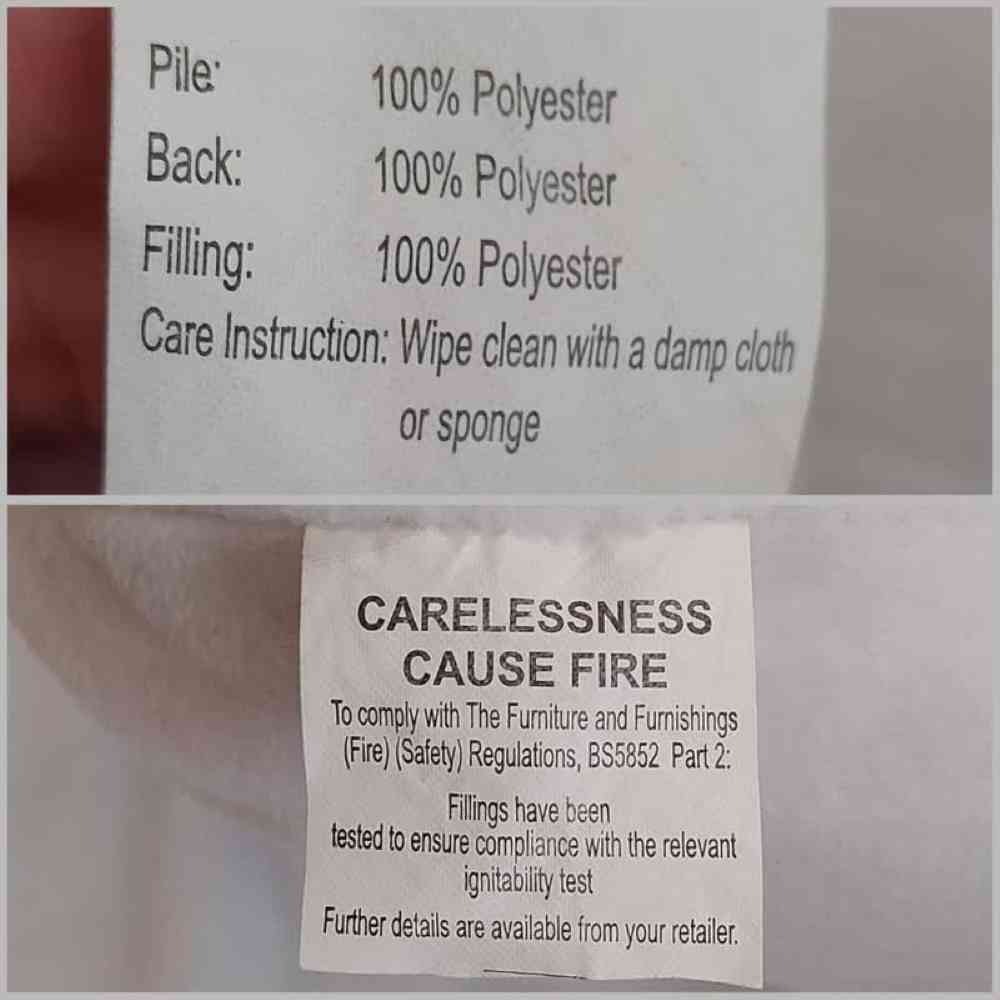 Pile: 100% Polyester
Back: 100% Polyester
Filling: 100% Polyester
Care Instruction: Wipe clean with a damp cloth
or sponge
CARELESSNESS
CAUSE FIRE
To comply with The Furniture and Furnishings
(Fire) (Safety) Regulations, BS5852 Part 2:
Fillings have been
tested to ensure compliance with the relevant
ignitability test
Further details are available from your retailer.